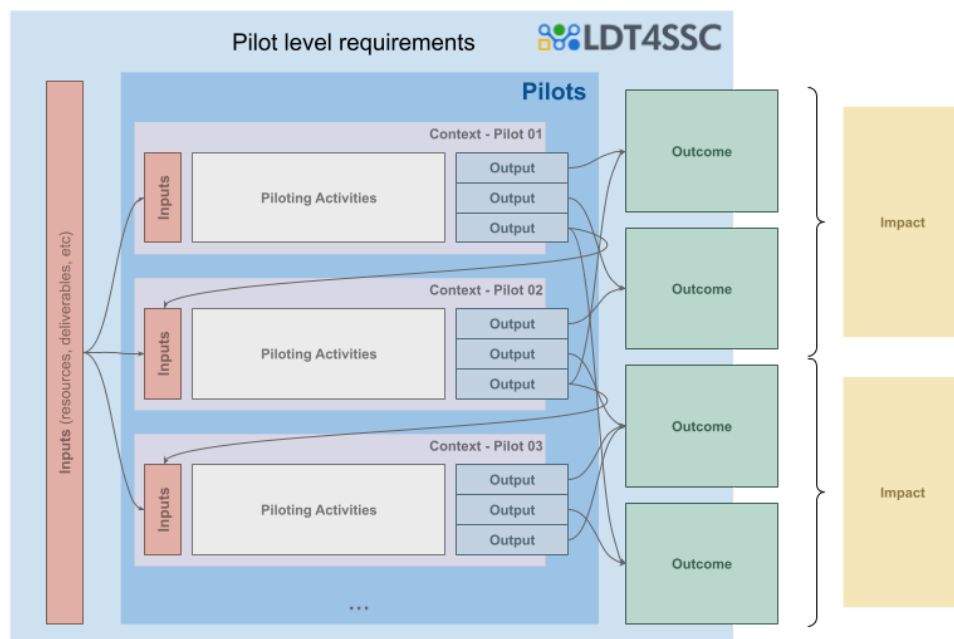 Pilot level requirements
LDT4SSC
Pilots
Inputs (resources, deliverables, etc)
Context - Pilot 01
Inputs
Piloting Activities
Output
Output
Output
Context - Pilot 02
Inputs
Piloting Activities
Output
Output
Output
Context - Pilot 03
Inputs
Piloting Activities
Output
Output
Output
...
Outcome
Outcome
Outcome
Outcome
Impact
Impact